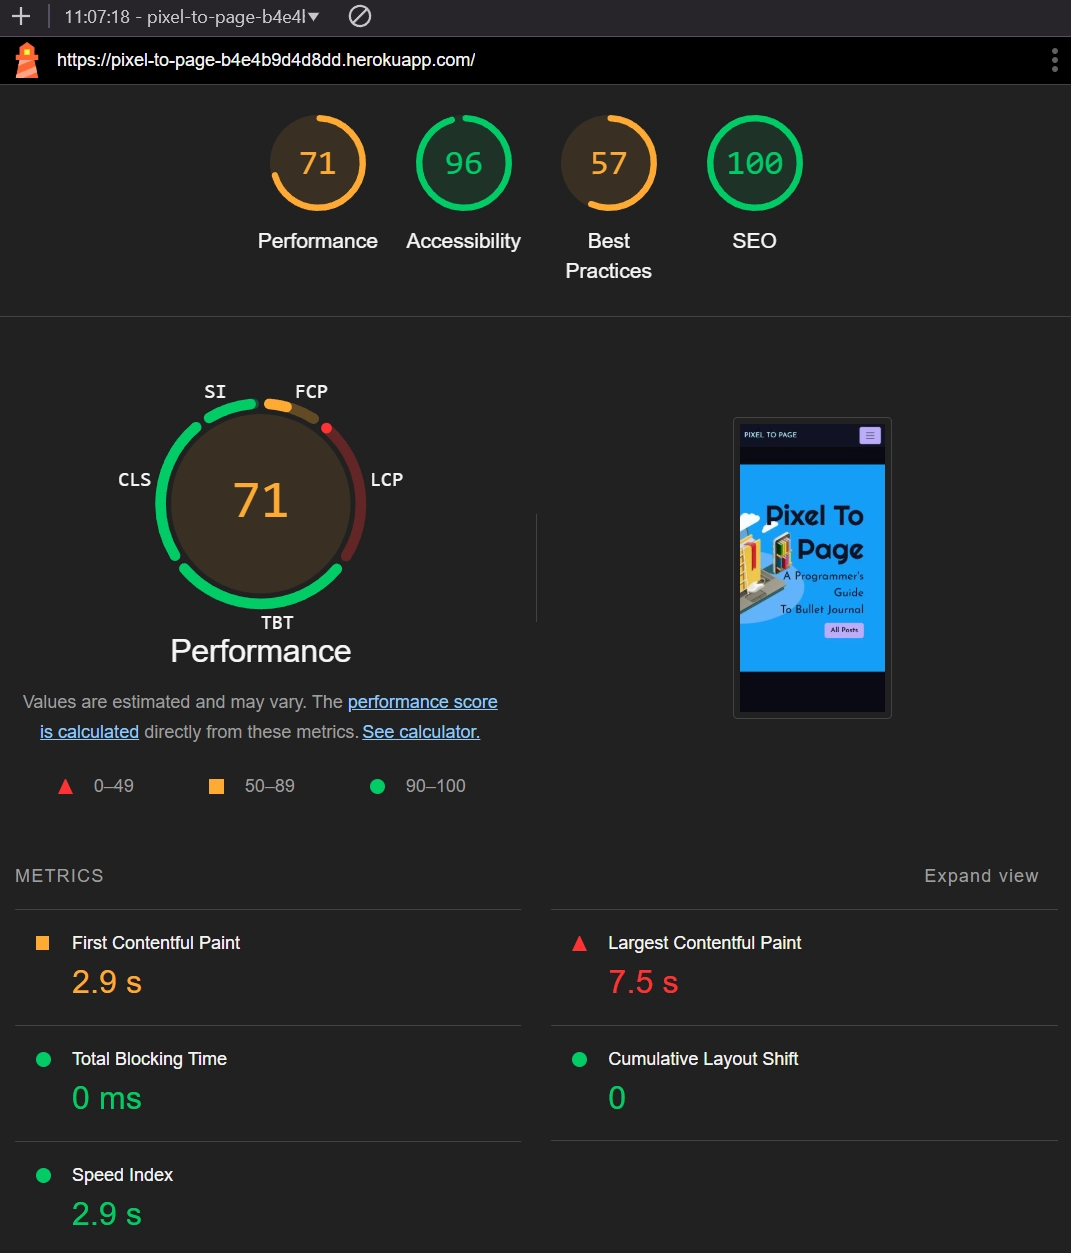 11:07:18 - pixel-to-page-b4e4l
https://pixel-to-page-b4e4b9d4d8dd.herokuapp.com/
71
96
57
100
Performance
Accessibility
Best
Practices
SEO
SI
FCP
CLS
LCP
71
TBT
Performance
Values are estimated and may vary. The performance score
is calculated directly from these metrics. See calculator.
0–49
50–89
90–100
PIXEL TO PAGE
Pixel To
Page
A Programmer's
Guide
To Bullet Journal
All Posts
METRICS
Expand view
First Contentful Paint
2.9 s
Largest Contentful Paint
7.5 s
Total Blocking Time
0 ms
Cumulative Layout Shift
0
Speed Index
2.9 s